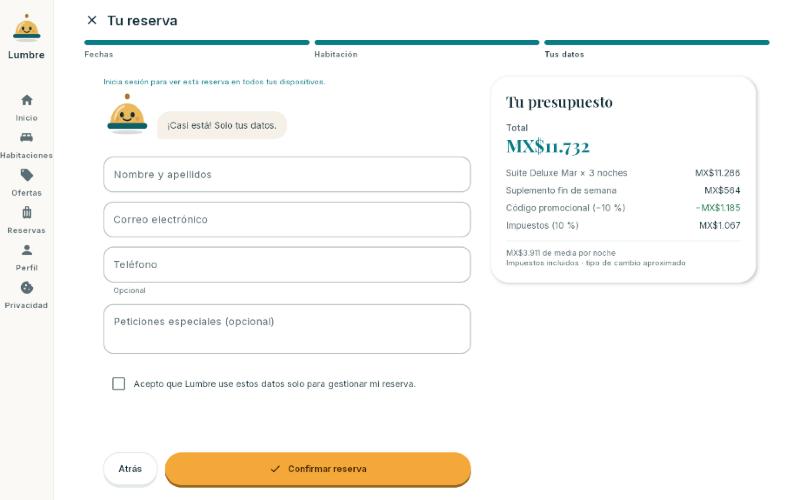 Lumbre
Inicio
Habitaciones
Ofertas
Reservas
Perfil
Privacidad
Tu reserva
Fechas
Habitación
Tus datos
Inicia sesión para ver esta reserva en todos tus dispositivos.
¡Casi está! Solo tus datos.
Nombre y apellidos
Correo electrónico
Teléfono
Opcional
Peticiones especiales (opcional)
Acepto que Lumbre use estos datos solo para gestionar mi reserva.
Atrás
Confirmar reserva
Tu presupuesto
Total
MX$11.732
Suite Deluxe Mar × 3 noches MX$11.286
Suplemento fin de semana MX$564
Código promocional (−10 %) −MX$1.185
Impuestos (10 %) MX$1.067
MX$3.911 de media por noche
Impuestos incluidos · tipo de cambio aproximado